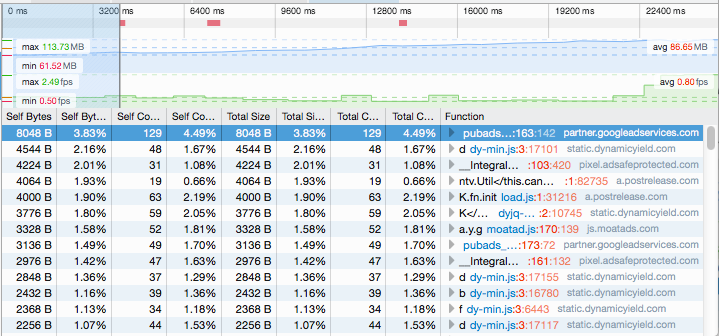 0 ms 3200 ms 6400 ms 9600 ms 12800 ms 16000 ms 19200 ms 22400 ms
max 113.73MB
avg 86.65MB
min 61.52MB
max 2.49fps
avg 0.80fps
min 0.50fps
Self Bytes Self Byt... Self Co... Self Co... Total Size Total Si... Total C... Total C... Function
8048 B 3.83% 129 4.49% 8048 B 3.83% 129 4.49% pubads...:163:142 partner.googleadservices.com
4544 B 2.16% 48 1.67% 4544 B 2.16% 48 1.67% d dy-min.js:3:17101 static.dynamicyield.com
4224 B 2.01% 31 1.08% 4224 B 2.01% 31 1.08% __Integral... :103:420 pixel.adsafeprotected.com
4064 B 1.93% 19 0.66% 4064 B 1.93% 19 0.66% ntv.Util</this.can... :1:82735 a.postrelease.com
4000 B 1.90% 63 2.19% 4000 B 1.90% 63 2.19% K.fn.init load.js:1:31216 a.postrelease.com
3776 B 1.80% 59 2.05% 3776 B 1.80% 59 2.05% K</... dyjq-... :2:10745 static.dynamicyield.com
3328 B 1.58% 52 1.81% 3328 B 1.58% 52 1.81% a.y.g moatad.js:170:139 js.moatads.com
3136 B 1.49% 49 1.70% 3136 B 1.49% 49 1.70% pubads_...:173:72 partner.googleadservices.com
2976 B 1.42% 47 1.63% 2976 B 1.42% 47 1.63% __Integral... :161:132 pixel.adsafeprotected.com
2848 B 1.36% 37 1.29% 2848 B 1.36% 37 1.29% d dy-min.js:3:17155 static.dynamicyield.com
2432 B 1.16% 39 1.36% 2432 B 1.16% 39 1.36% b dy-min.js:3:16780 static.dynamicyield.com
2368 B 1.13% 34 1.18% 2368 B 1.13% 34 1.18% f dy-min.js:3:6443 static.dynamicyield.com
2256 B 1.07% 44 1.53% 2256 B 1.07% 44 1.53% d dy-min.js:3:17117 static.dynamicyield.com